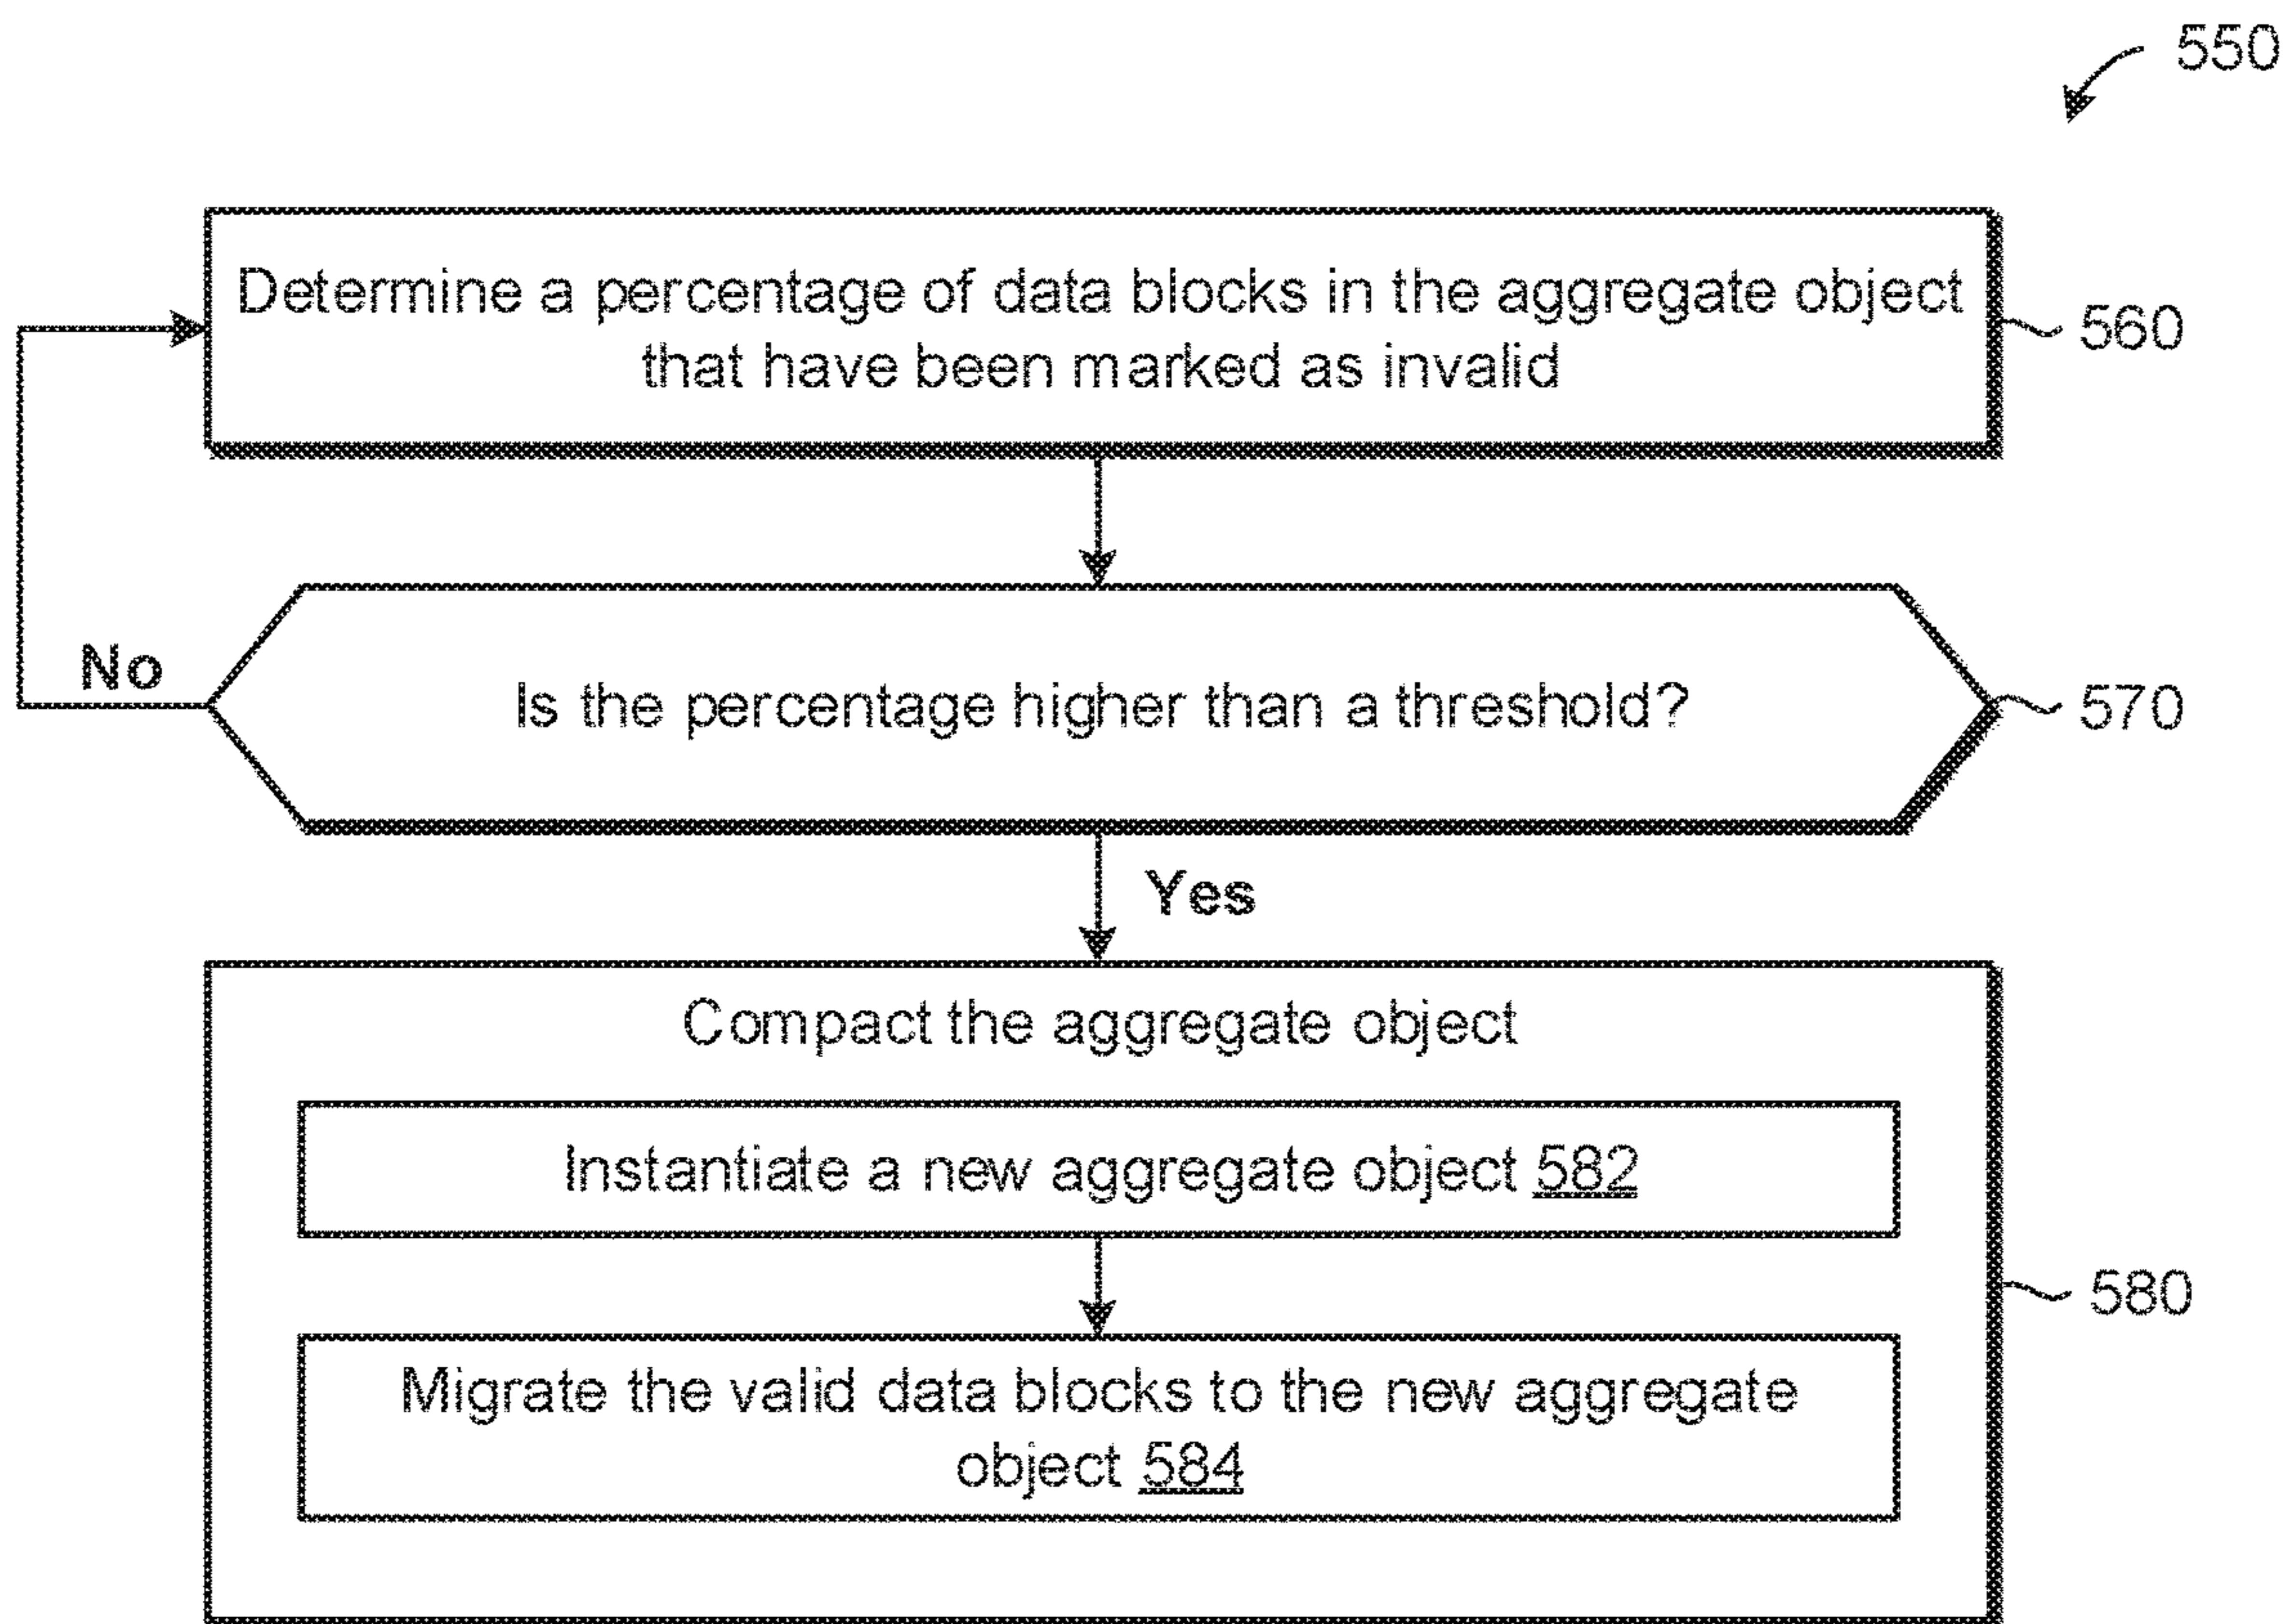 550
Determine a percentage of data blocks in the aggregate object
that have been marked as invalid
560
No
Is the percentage higher than a threshold?
570
Yes
Compact the aggregate object
Instantiate a new aggregate object 582
580
Migrate the valid data blocks to the new aggregate
object 584